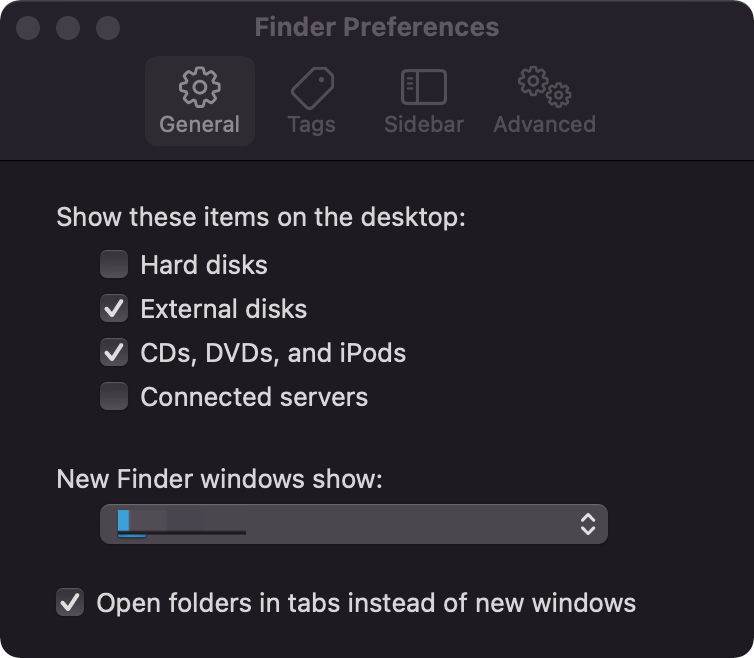 Finder Preferences
General
Tags
Sidebar
Advanced
Show these items on the desktop:
Hard disks
External disks
CDs, DVDs, and iPods
Connected servers
New Finder windows show:
Open folders in tabs instead of new windows